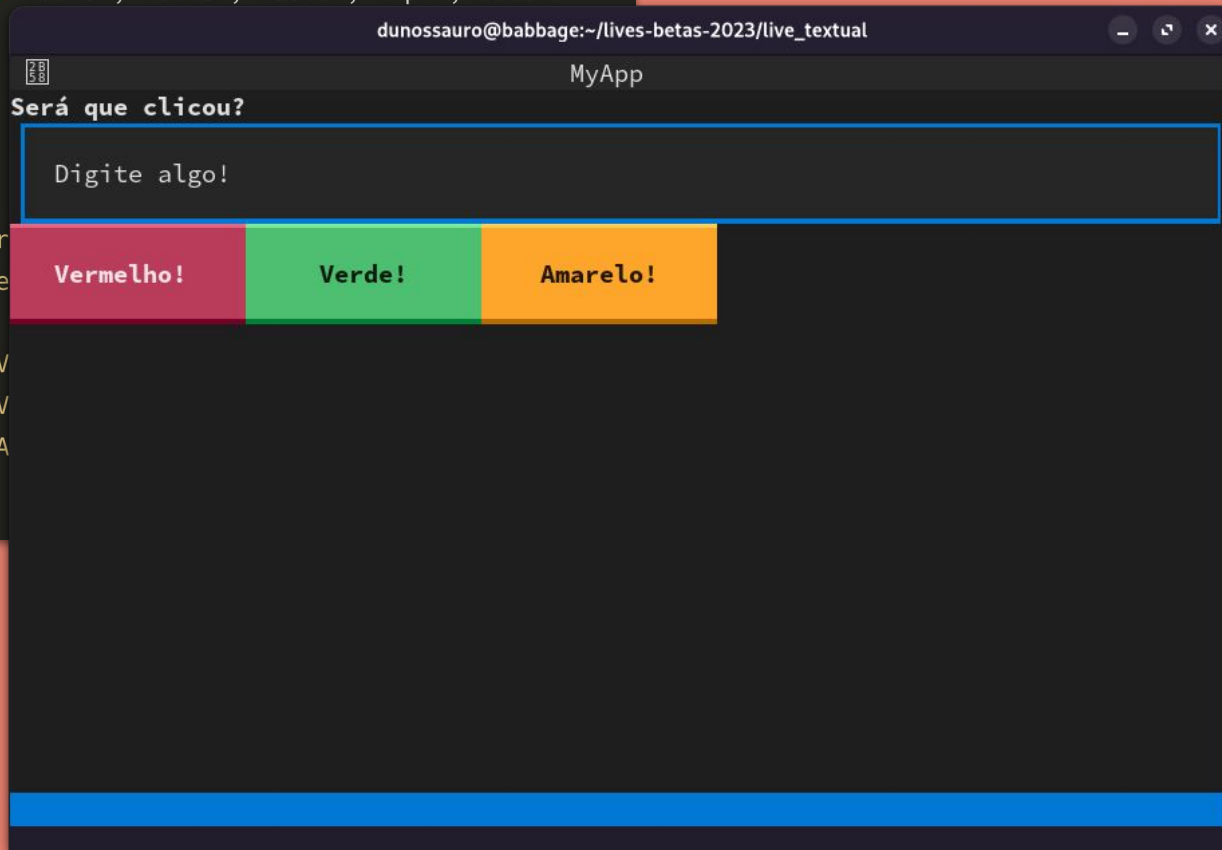 dunossauro@babbage:~/lives-betas-2023/live_textual
MyApp
Será que clicou?
Digite algo!
Vermelho! Verde! Amarelo!